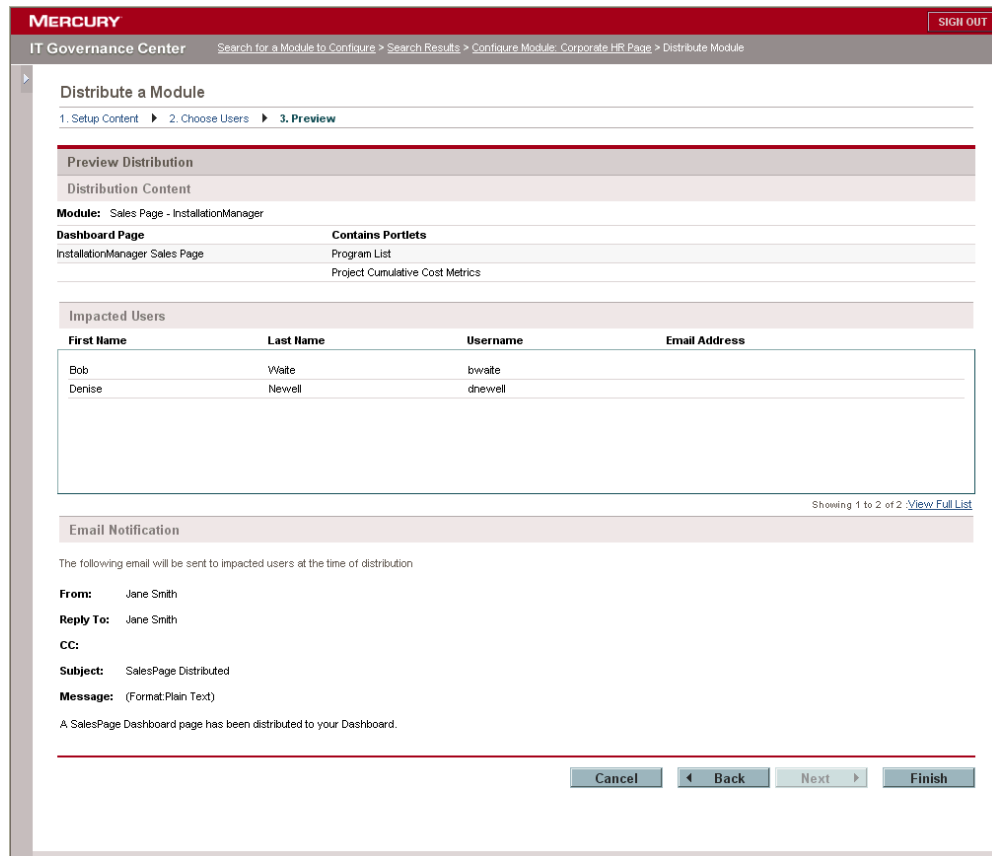 MERCURY
SIGN OUT
IT Governance Center Search for a Module to Configure > Search Results > Configure Module: Corporate HR Page > Distribute Module
Distribute a Module
1. Setup Content 2. Choose Users 3. Preview
Preview Distribution
Distribution Content
Module: Sales Page - InstallationManager
Dashboard Page Contains Portlets
InstallationManager Sales Page Program List
Project Cumulative Cost Metrics
Impacted Users
First Name Last Name Username Email Address
Bob Waite bwaite
Denise Newell dnewell
Showing 1 to 2 of 2 :View Full List
Email Notification
The following email will be sent to impacted users at the time of distribution
From: Jane Smith
Reply To: Jane Smith
CC:
Subject: SalesPage Distributed
Message: (Format:Plain Text)
A SalesPage Dashboard page has been distributed to your Dashboard.
Cancel Back Next Finish